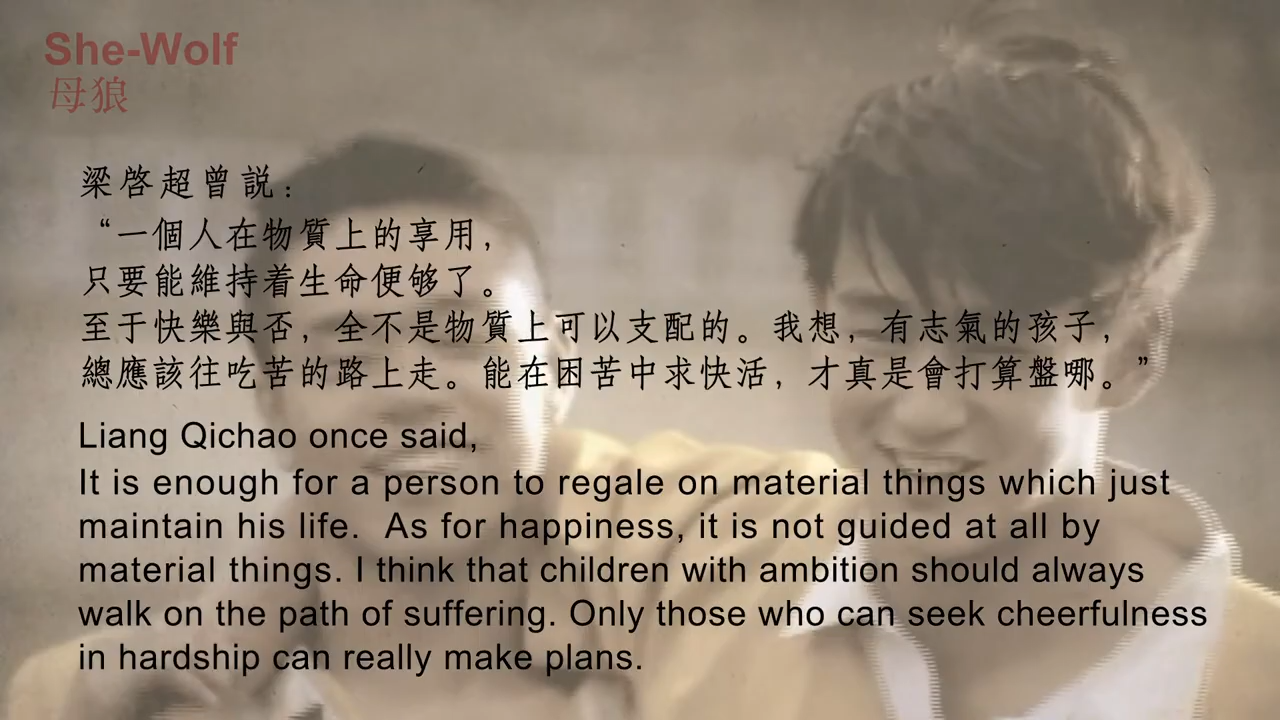 She-Wolf
母狼
梁啓超曾説：
“一個人在物質上的享用，
只要能維持着生命便够了。
至于快樂與否，全不是物質上可以支配的。我想，有志氣的孩子，
總應該往吃苦的路上走。能在困苦中求快活，才真是會打算盤哪。”
Liang Qichao once said,
It is enough for a person to regale on material things which just
maintain his life.  As for happiness, it is not guided at all by
material things. I think that children with ambition should always
walk on the path of suffering. Only those who can seek cheerfulness
in hardship can really make plans.